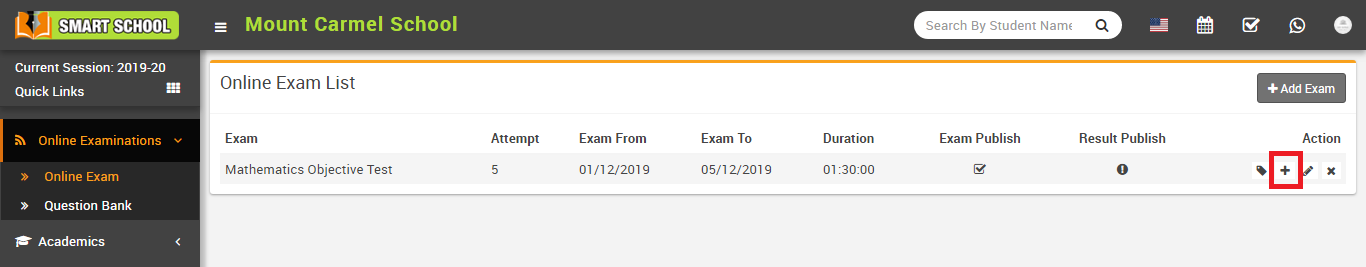 SMART SCHOOL
Mount Carmel School
Search By Student Name
Current Session: 2019-20
Quick Links
Online Examinations
Online Exam
Question Bank
Academics
Online Exam List
Add Exam
Exam Attempt Exam From Exam To Duration Exam Publish Result Publish Action
Mathematics Objective Test 5 01/12/2019 05/12/2019 01:30:00